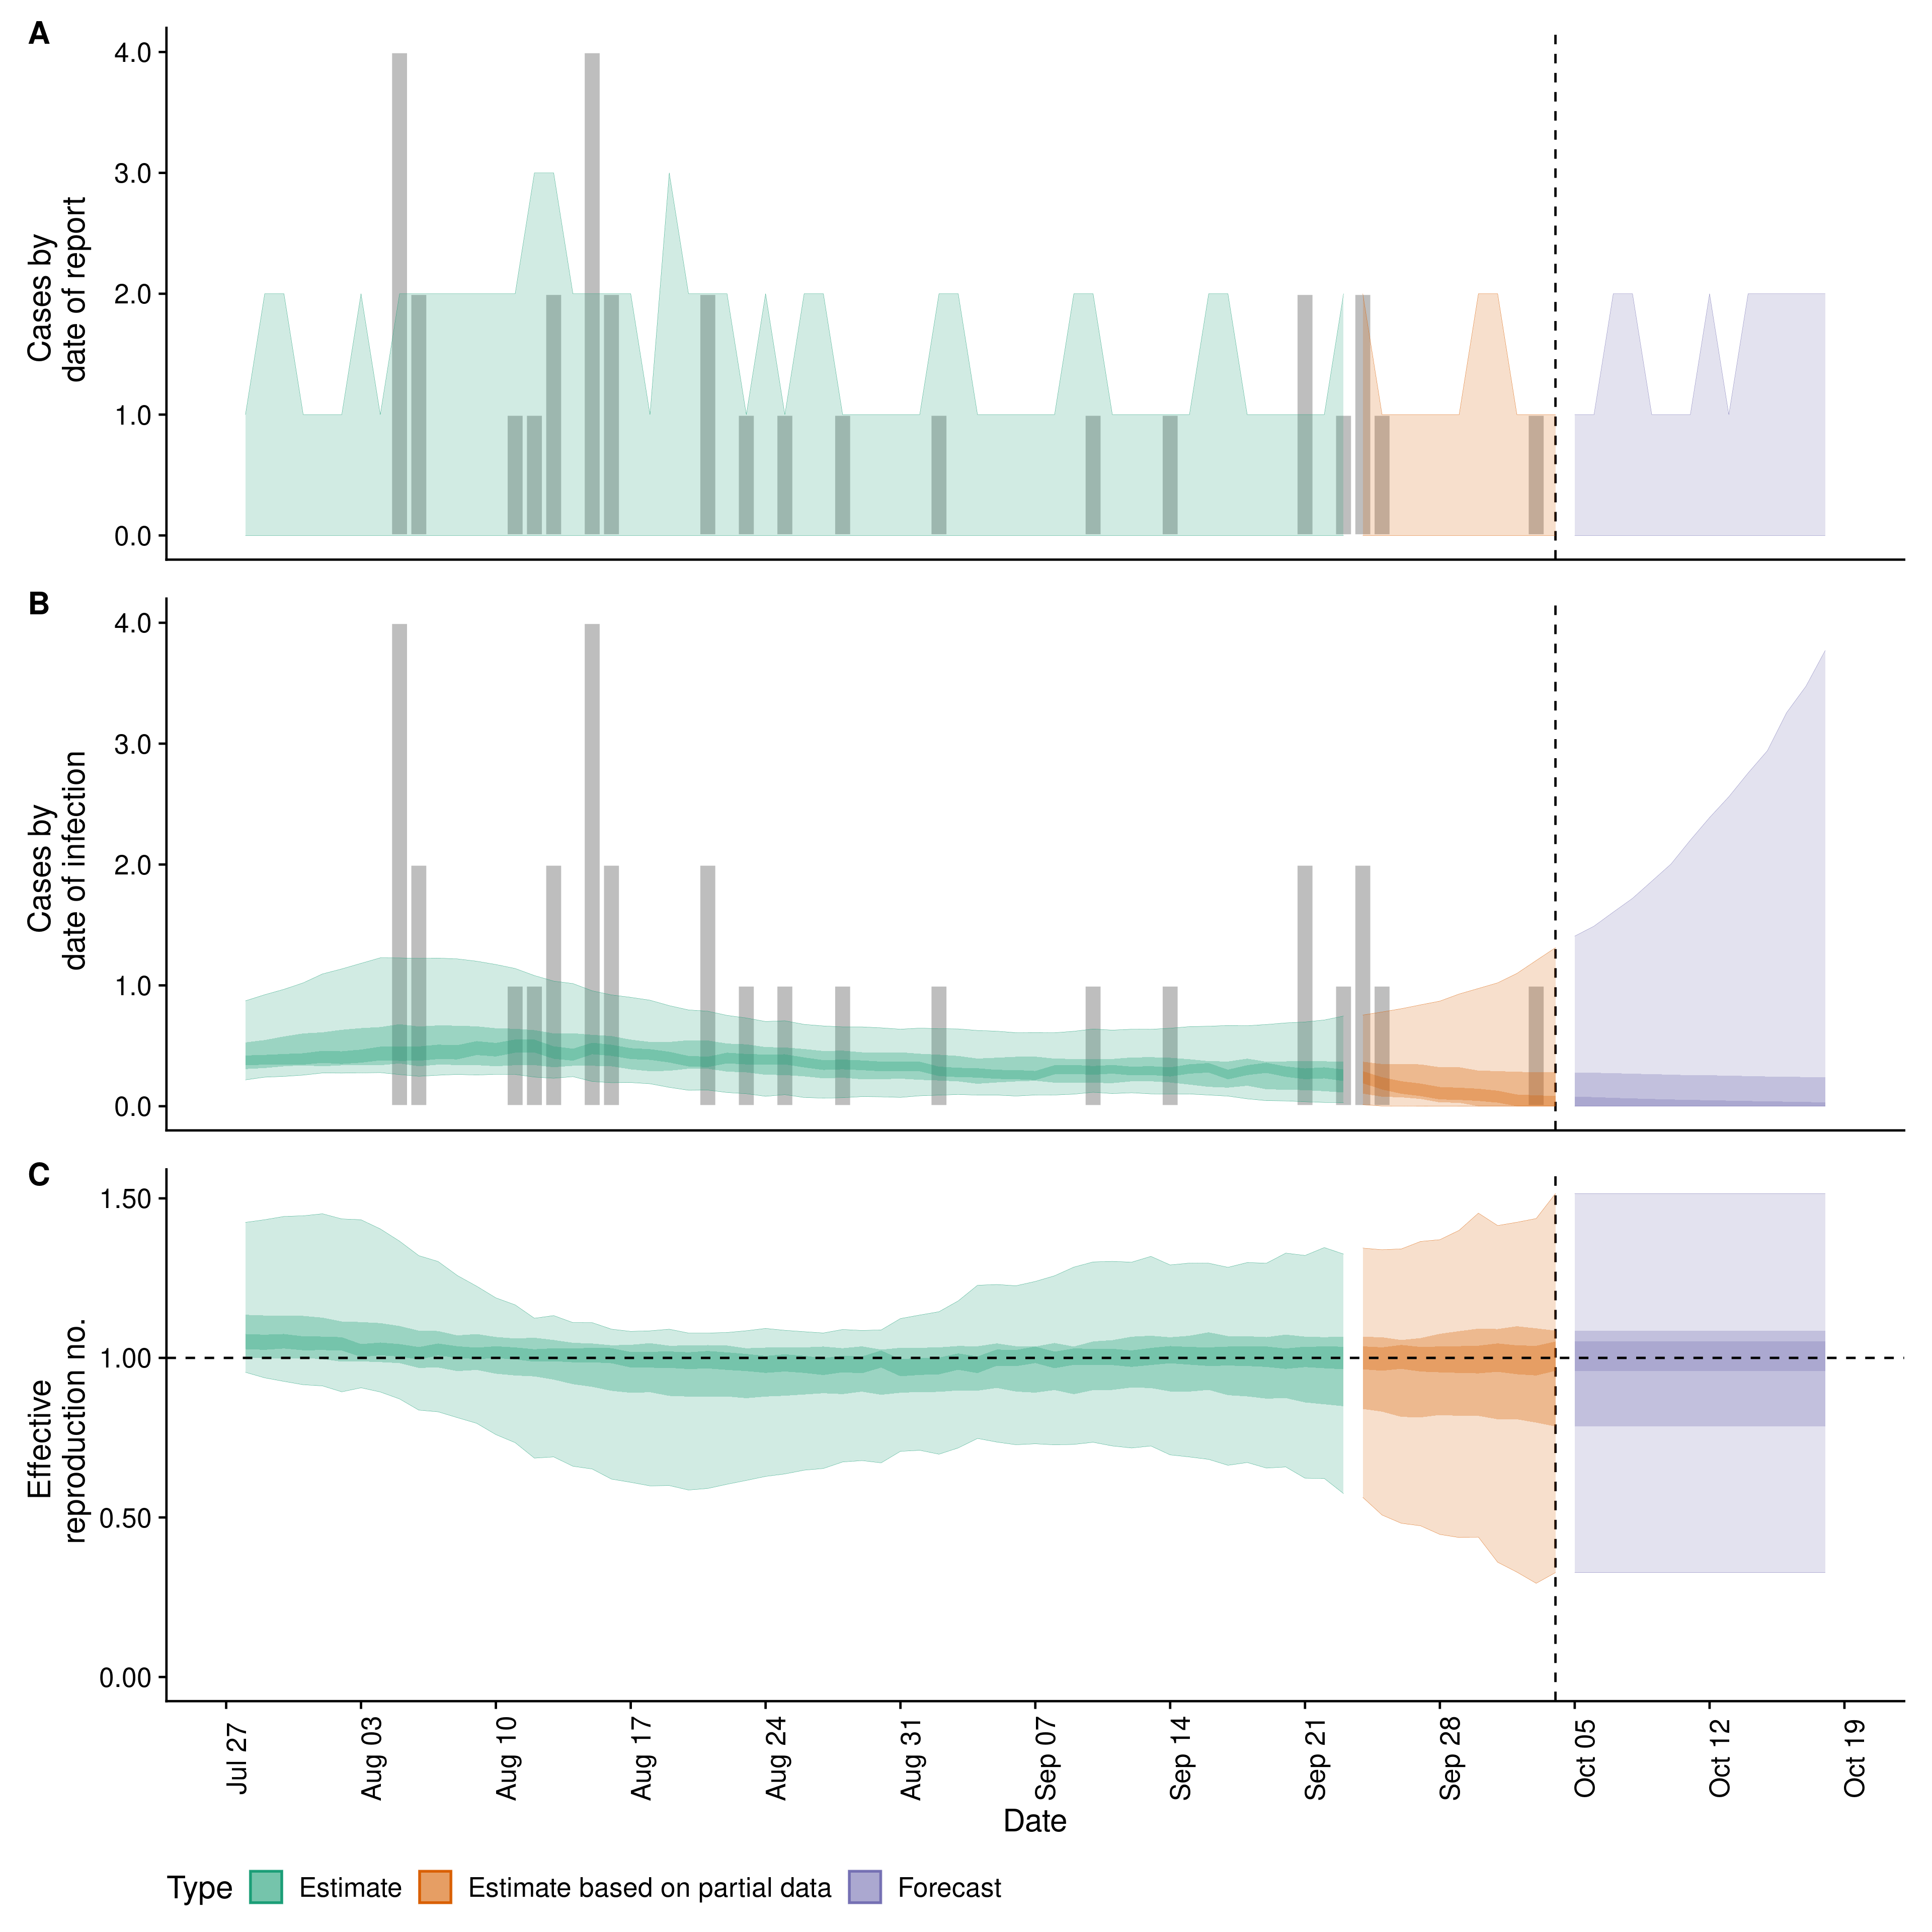 A
4.0
3.0
2.0
1.0
0.0
Cases by
date of report
B
4.0
3.0
2.0
1.0
0.0
Cases by
date of infection
C
1.50
1.00
0.50
0.00
Effective
reproduction no.
Jul 27
Aug 03
Aug 10
Aug 17
Aug 24
Aug 31
Sep 07
Sep 14
Sep 21
Sep 28
Oct 05
Oct 12
Oct 19
Date
Type Estimate Estimate based on partial data Forecast